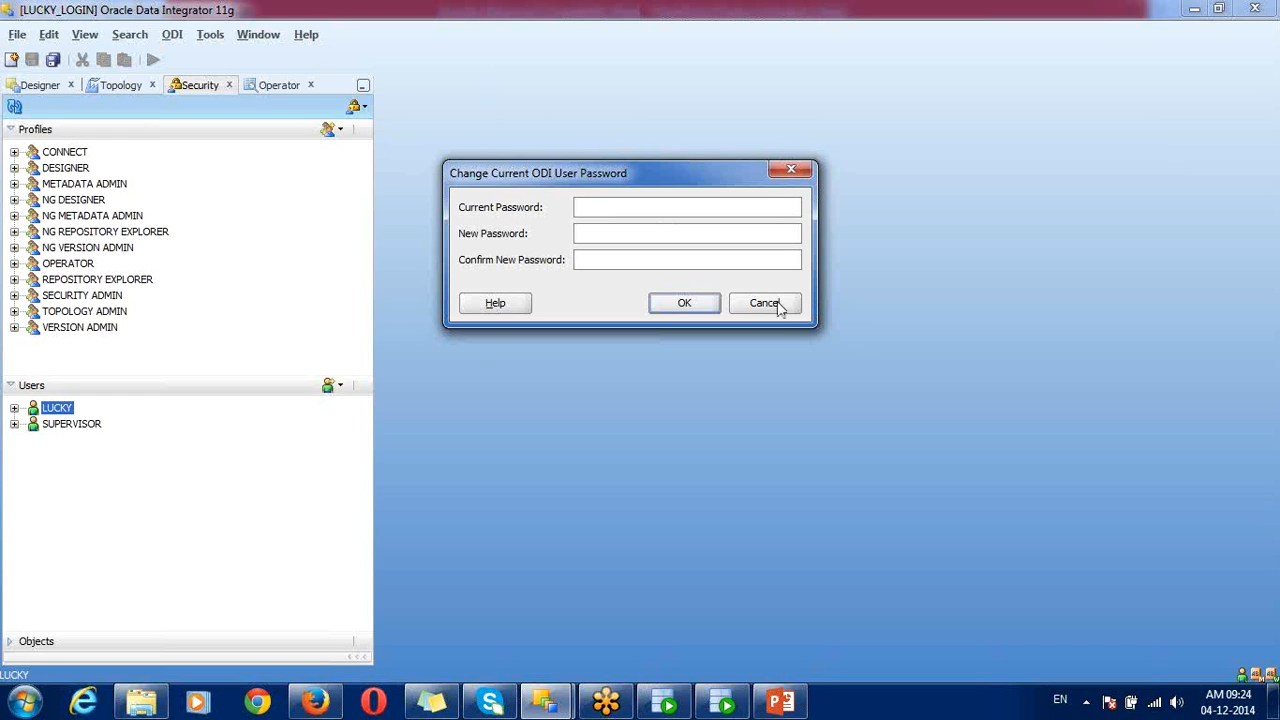 [LUCKY_LOGIN] Oracle Data Integrator 11g
File Edit View Search ODI Tools Window Help
Designer Topology Security Operator
Profiles
CONNECT
DESIGNER
METADATA ADMIN
NG DESIGNER
NG METADATA ADMIN
NG REPOSITORY EXPLORER
NG VERSION ADMIN
OPERATOR
REPOSITORY EXPLORER
SECURITY ADMIN
TOPOLOGY ADMIN
VERSION ADMIN
Users
LUCKY
SUPERVISOR
Objects
LUCKY
Change Current ODI User Password
Current Password:
New Password:
Confirm New Password:
Help OK Cancel
EN
AM 09:24
04-12-2014